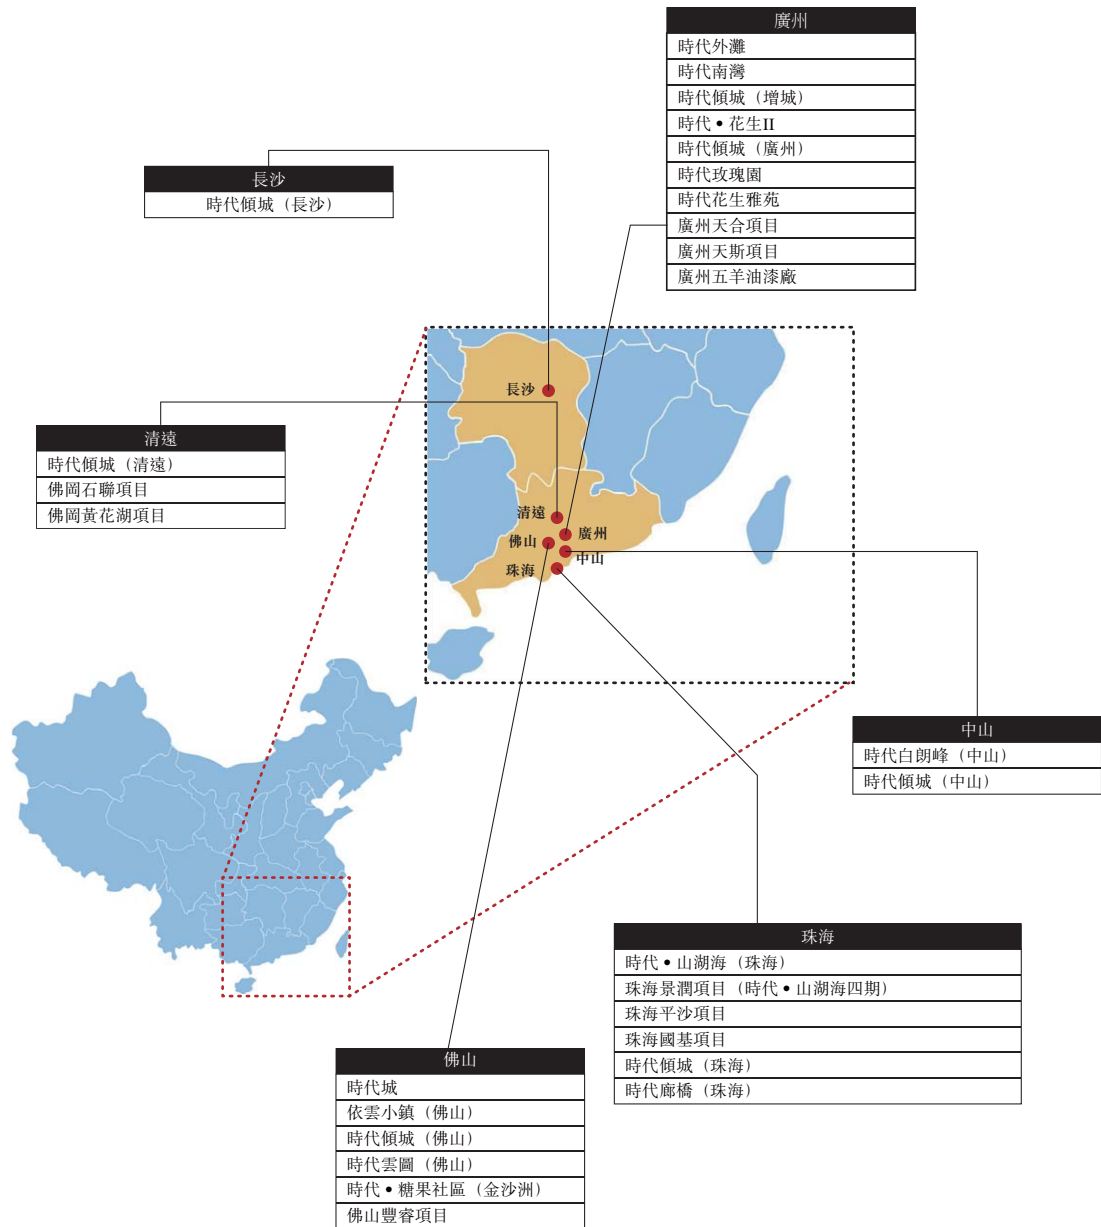 廣州
時代外灘
時代南灣
時代傾城（增城）
時代•花生II
時代傾城（廣州）
時代玫瑰園
時代花生雅苑
廣州天合項目
廣州天斯項目
廣州五羊油漆廠
長沙
時代傾城（長沙）
長沙
清遠
時代傾城（清遠）
佛岡石聯項目
佛岡黃花湖項目
清遠
廣州
佛山
中山
珠海
中山
時代白朗峰（中山）
時代傾城（中山）
珠海
時代•山湖海（珠海）
珠海景潤項目（時代•山湖海四期）
珠海平沙項目
珠海國基項目
時代傾城（珠海）
時代廊橋（珠海）
佛山
時代城
依雲小鎮（佛山）
時代傾城（佛山）
時代雲圖（佛山）
時代•糖果社區（金沙洲）
佛山豐睿項目